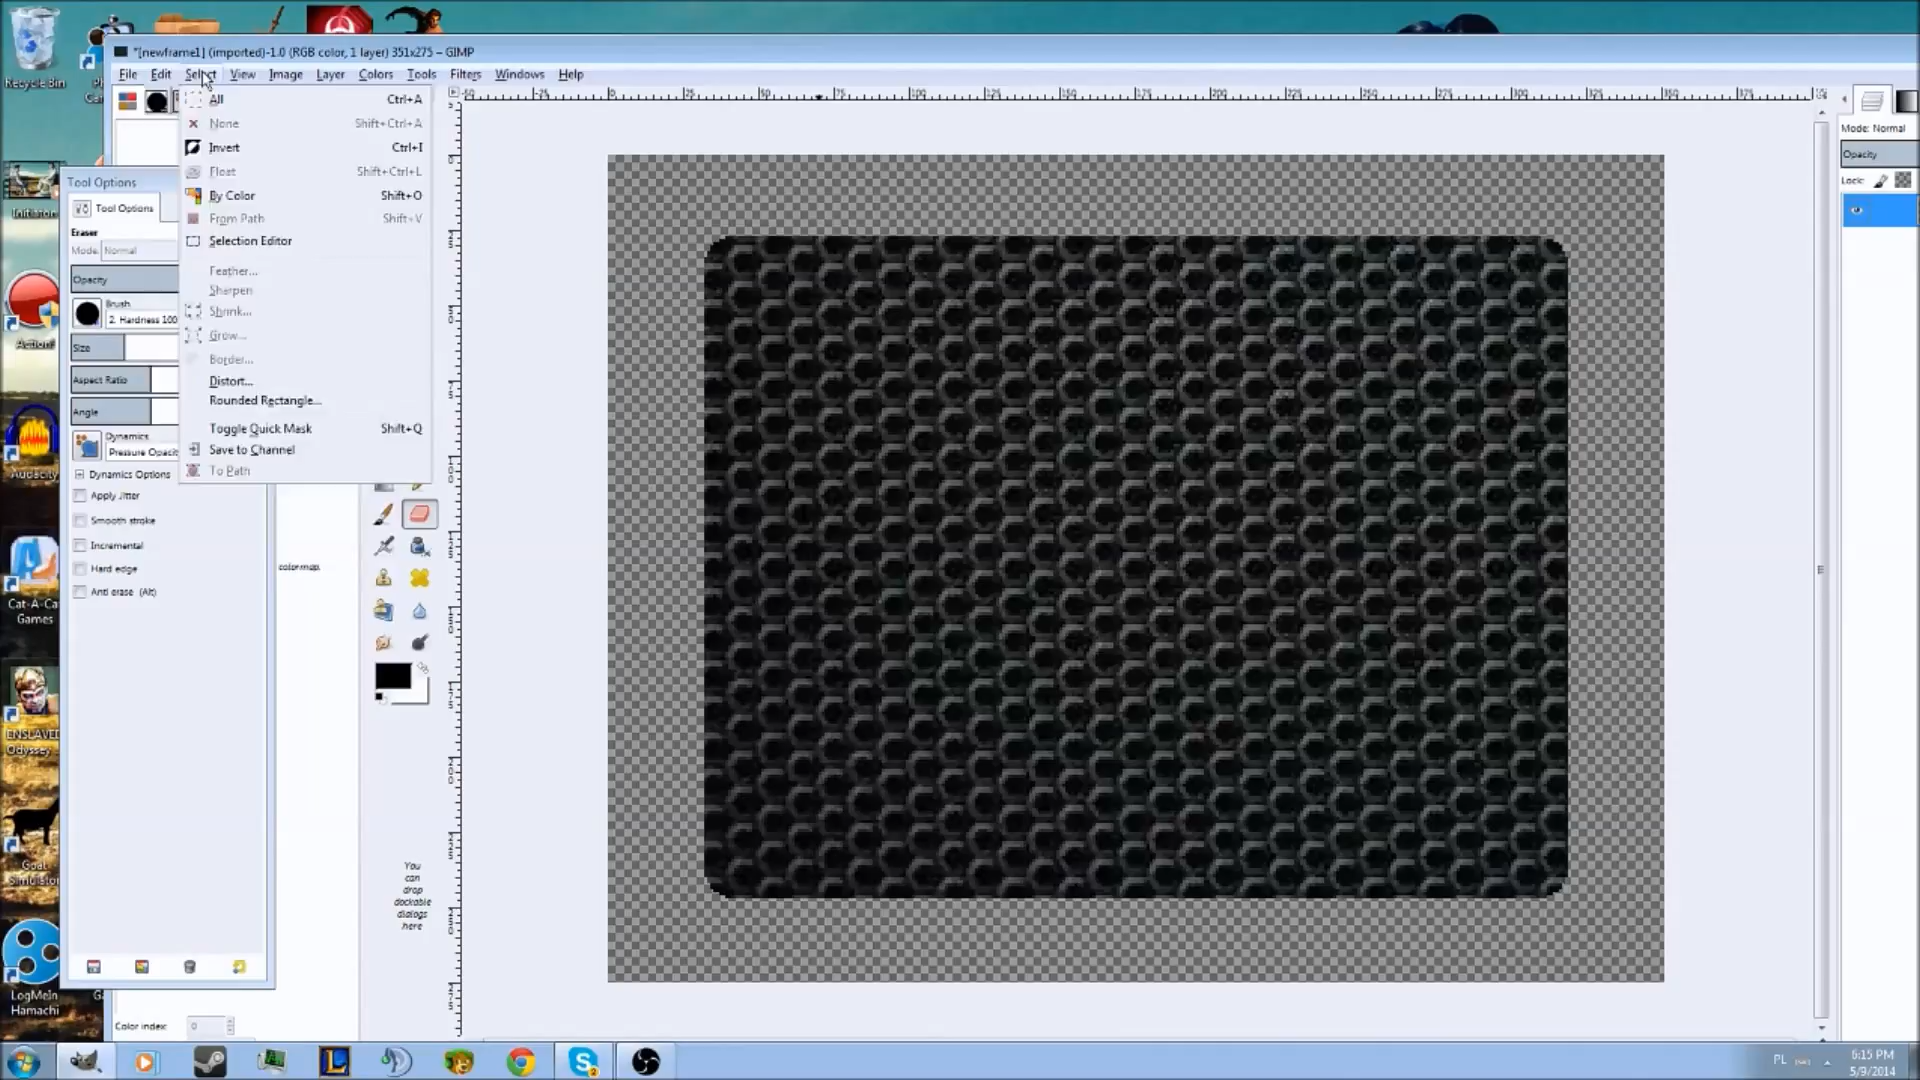 Recycle Bin
*[newframe1] (imported)-1.0 (RGB color, 1 layer) 351x275 – GIMP
File Edit Select View Image Layer Colors Tools Filters Windows Help
All Ctrl+A
None Shift+Ctrl+A
Invert Ctrl+I
Float Shift+Ctrl+L
By Color Shift+O
From Path Shift+V
Selection Editor
Feather...
Sharpen
Shrink...
Grow...
Border...
Distort...
Rounded Rectangle...
Toggle Quick Mask Shift+Q
Save to Channel
To Path
Tool Options
Tool Options
Eraser
Mode: Normal
Opacity
Brush
2. Hardness 100
Size
Aspect Ratio
Angle
Dynamics
Pressure Opacity
Dynamics Options
Apply Jitter
Smooth stroke
Incremental
Hard edge
Anti erase (Alt)
colormap.
You
can
drop
dockable
dialogs
here
Color index: 0
Mode: Normal
Opacity
Lock:
Action!
Audacity
Cat-A-Cat
Games
ENSLAVED
Odyssey
Goat
Simulator
LogMeIn
Hamachi
PL
6:15 PM
5/9/2014